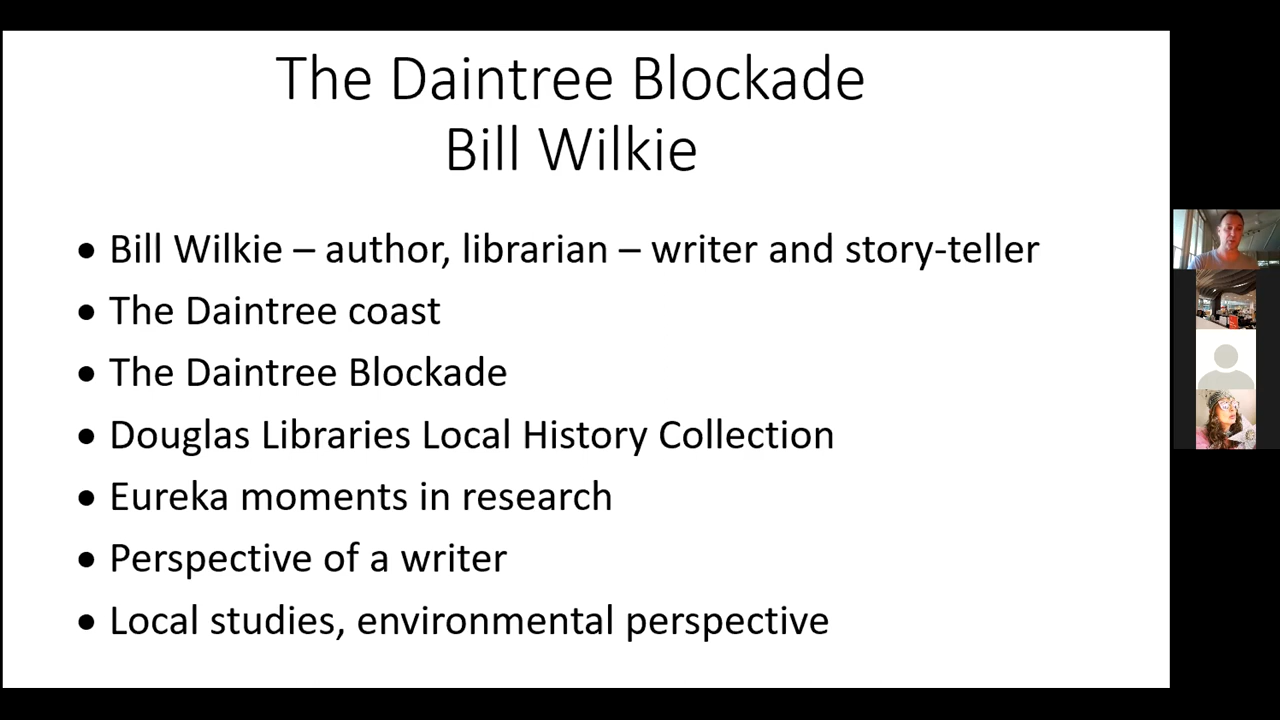 The Daintree Blockade
Bill Wilkie
• Bill Wilkie – author, librarian – writer and story-teller
• The Daintree coast
• The Daintree Blockade
• Douglas Libraries Local History Collection
• Eureka moments in research
• Perspective of a writer
• Local studies, environmental perspective